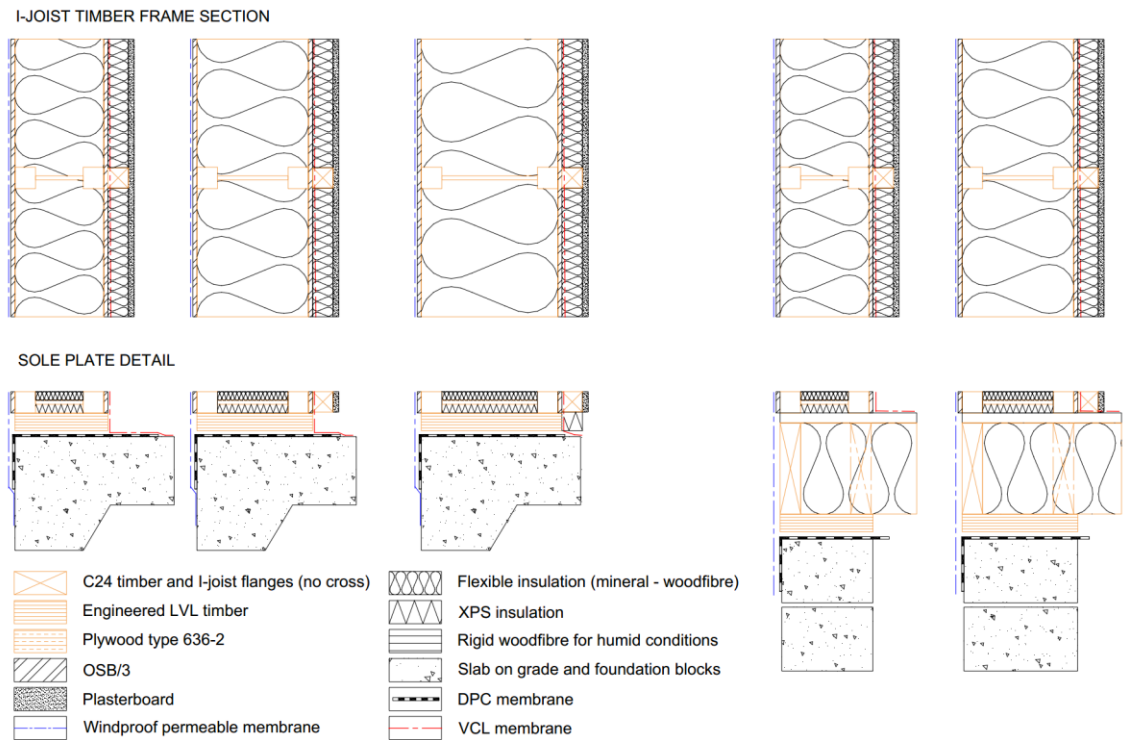 I-JOIST TIMBER FRAME SECTION
SOLE PLATE DETAIL
C24 timber and I-joist flanges (no cross)
Engineered LVL timber
Plywood type 636-2
OSB/3
Plasterboard
Windproof permeable membrane
Flexible insulation (mineral - woodfibre)
XPS insulation
Rigid woodfibre for humid conditions
Slab on grade and foundation blocks
DPC membrane
VCL membrane